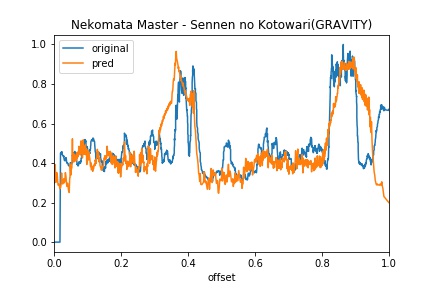 Nekomata Master - Sennen no Kotowari(GRAVITY)
original
pred
1.0
0.8
0.6
0.4
0.2
0.0
0.0 0.2 0.4 0.6 0.8 1.0
offset